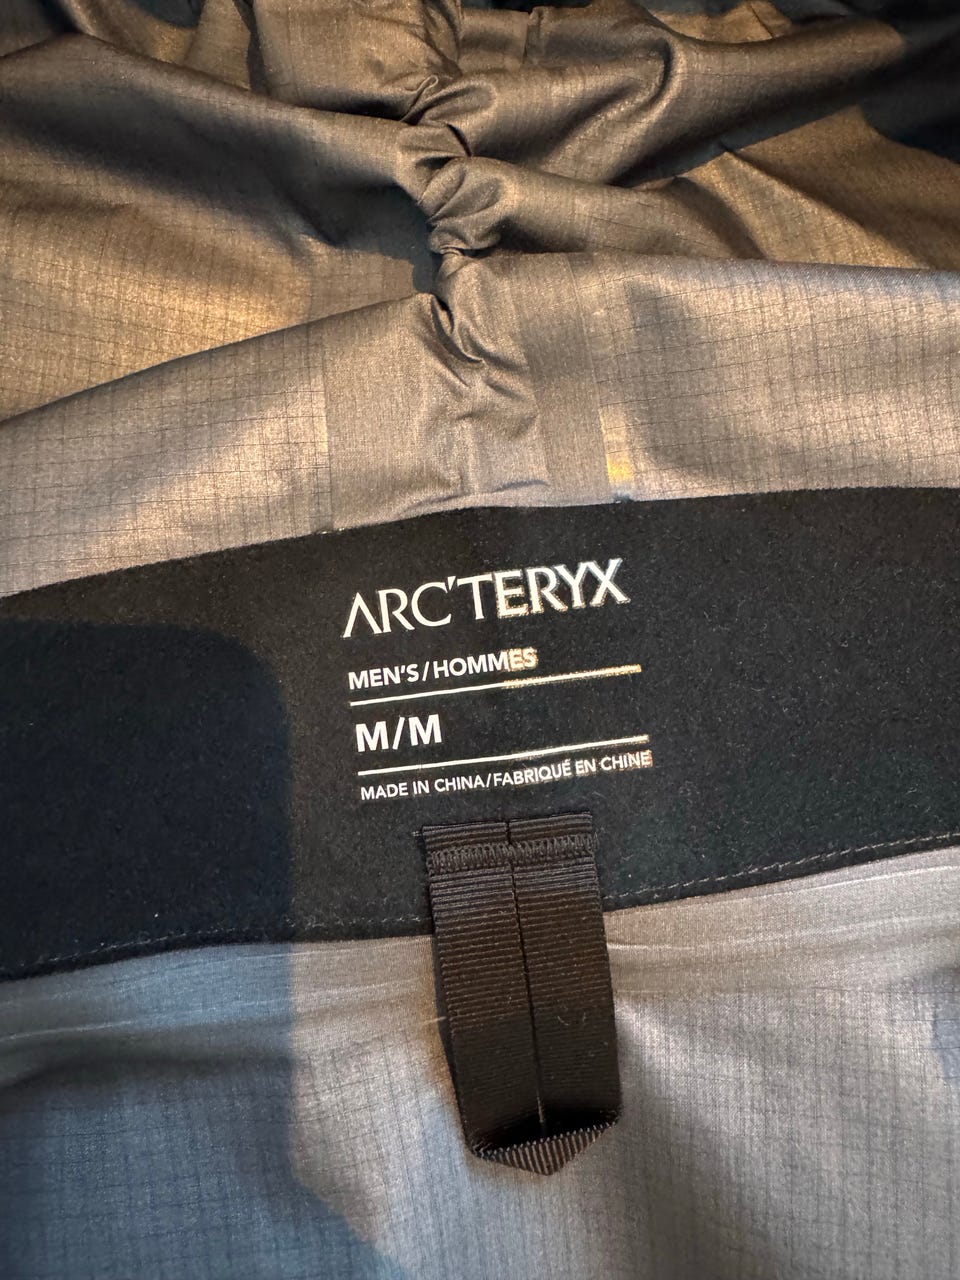 ARC'TERYX
MEN'S/HOMMES
M/M
MADE IN CHINA/FABRIQUÉ EN CHINE